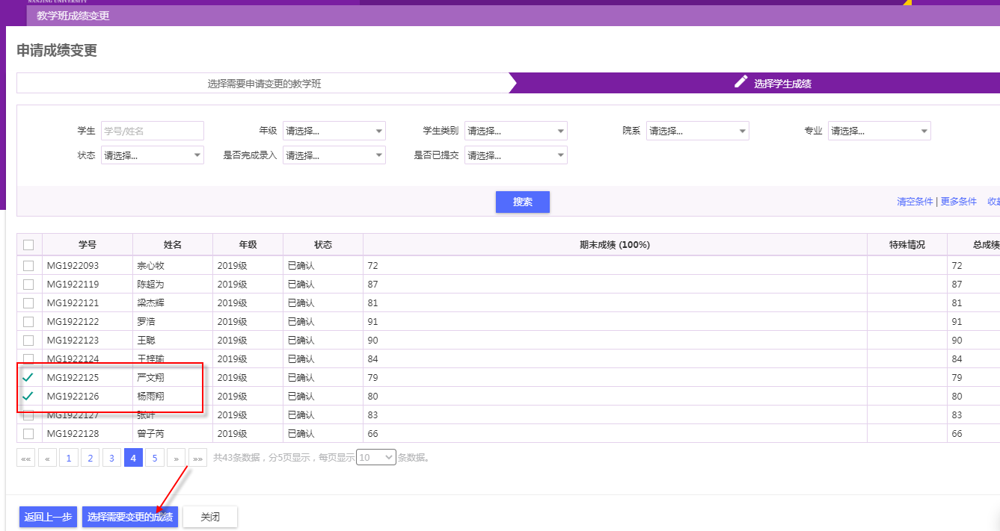 NANJING UNIVERSITY
教学班成绩变更
申请成绩变更
选择需要申请变更的教学班 选择学生成绩
学生 学号/姓名 年级 请选择... 学生类别 请选择... 院系 请选择... 专业 请选择...
状态 请选择... 是否完成录入 请选择... 是否已提交 请选择...
搜索 清空条件 | 更多条件 收起
学号 姓名 年级 状态 期末成绩 (100%) 特殊情况 总成绩
MG1922093 宗心牧 2019级 已确认 72 72
MG1922119 陈超为 2019级 已确认 87 87
MG1922121 梁杰辉 2019级 已确认 81 81
MG1922122 罗浩 2019级 已确认 91 91
MG1922123 王聪 2019级 已确认 90 90
MG1922124 王梓瑜 2019级 已确认 84 84
MG1922125 严文翔 2019级 已确认 79 79
MG1922126 杨雨翔 2019级 已确认 80 80
MG1922127 张叶 2019级 已确认 83 83
MG1922128 曾子芮 2019级 已确认 66 66
«« « 1 2 3 4 5 » »» 共43条数据，分5页显示，每页显示 10 条数据。
返回上一步 选择需要变更的成绩 关闭